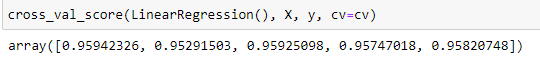 cross_val_score(LinearRegression(), X, y, cv=cv)
array([0.95942326, 0.95291503, 0.95925098, 0.95747018, 0.95820748])